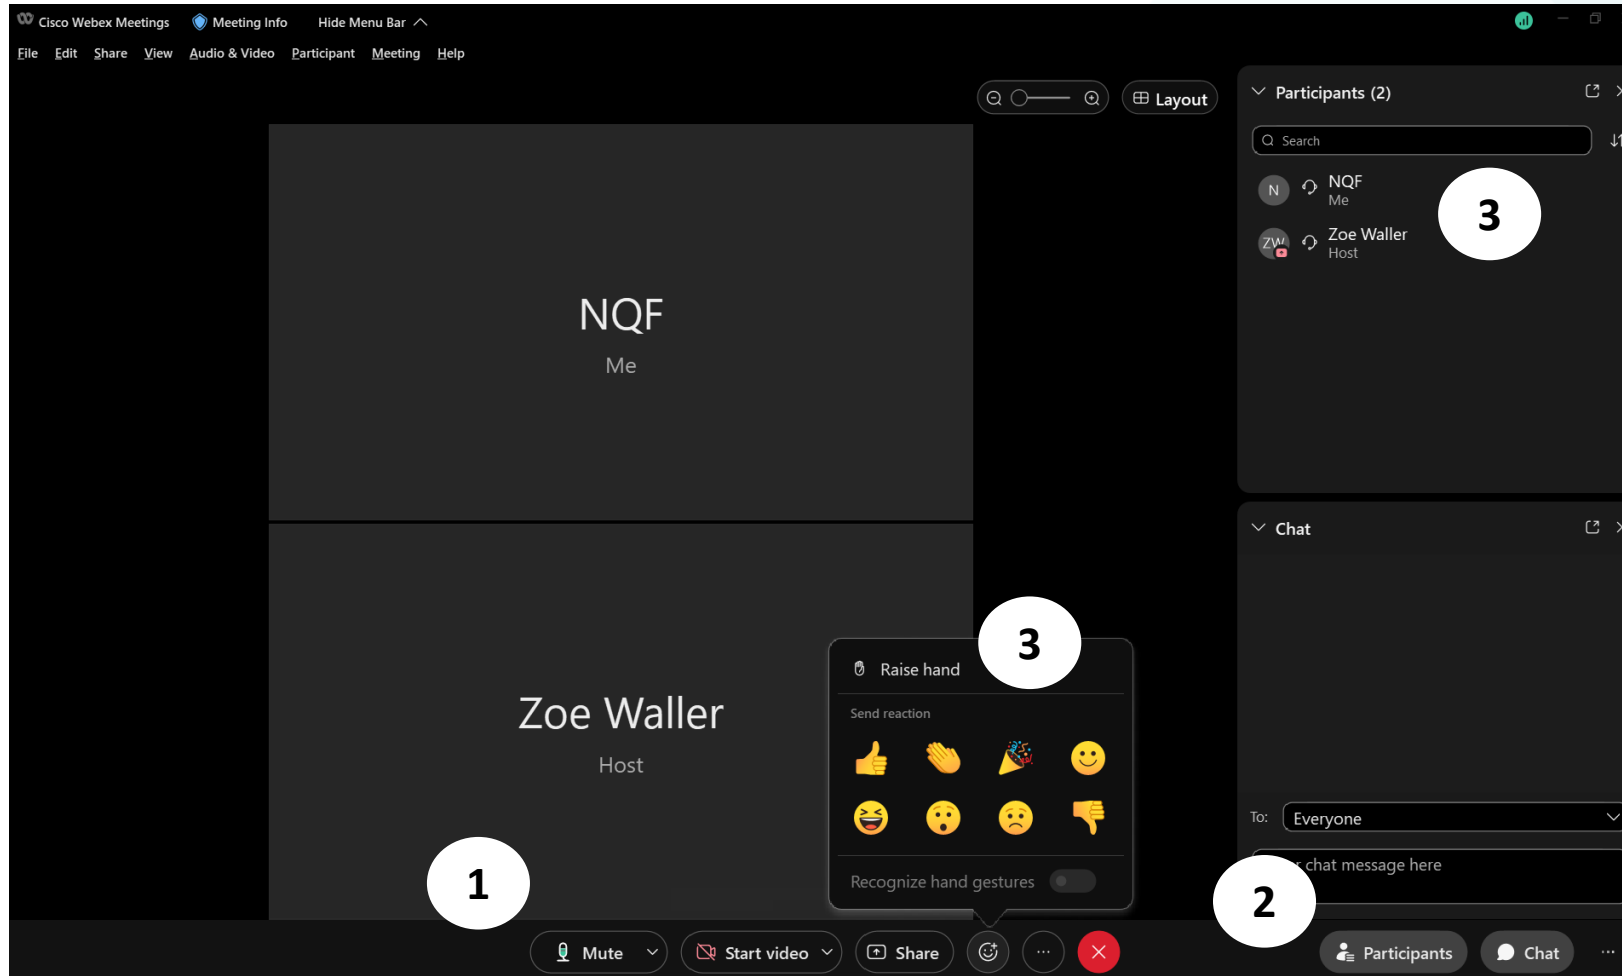 Cisco Webex Meetings Meeting Info Hide Menu Bar
File Edit Share View Audio & Video Participant Meeting Help
Layout
Participants (2)
Search
N NQF
Me
3
ZW Zoe Waller
Host
NQF
Me
Chat
3
Raise hand
Send reaction
Zoe Waller
Host
To: Everyone
chat message here
Recognize hand gestures
1
2
Mute Start video Share Participants Chat